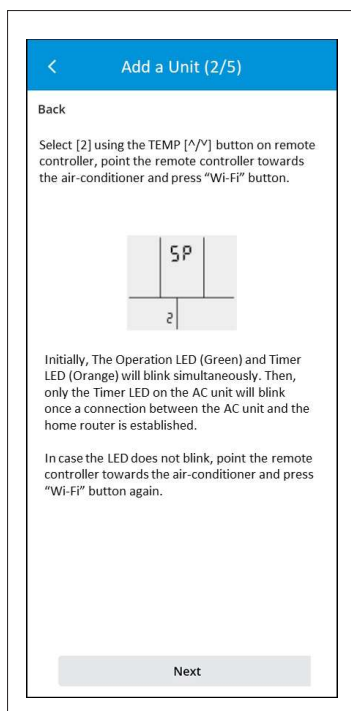 Add a Unit (2/5)
Back
Select [2] using the TEMP [^/˅] button on remote
controller, point the remote controller towards
the air-conditioner and press “Wi-Fi” button.
SP
2
Initially, The Operation LED (Green) and Timer
LED (Orange) will blink simultaneously. Then,
only the Timer LED on the AC unit will blink
once a connection between the AC unit and the
home router is established.
In case the LED does not blink, point the remote
controller towards the air-conditioner and press
“Wi-Fi” button again.
Next